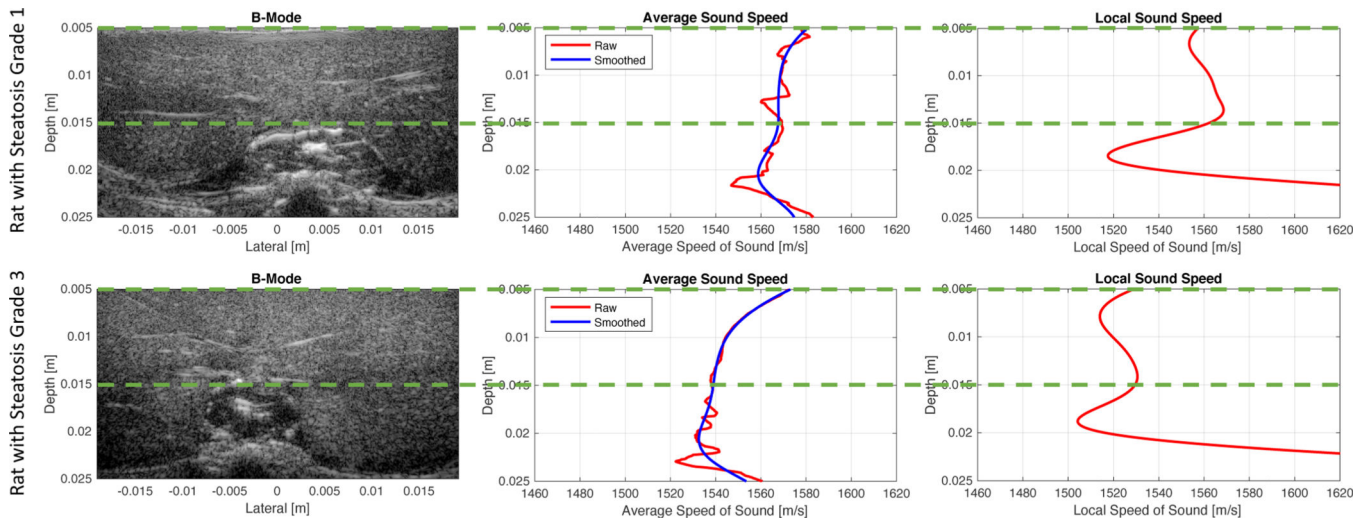 Rat with Steatosis Grade 1
B-Mode
0.005
0.01
0.015
0.02
0.025
Depth [m]
-0.015 -0.01 -0.005 0 0.005 0.01 0.015
Lateral [m]
Average Sound Speed
Raw
Smoothed
0.005
0.01
0.015
0.02
0.025
Depth [m]
1460 1480 1500 1520 1540 1560 1580 1600 1620
Average Speed of Sound [m/s]
Local Sound Speed
0.005
0.01
0.015
0.02
0.025
Depth [m]
1460 1480 1500 1520 1540 1560 1580 1600 1620
Local Speed of Sound [m/s]
Rat with Steatosis Grade 3
B-Mode
0.005
0.01
0.015
0.02
0.025
Depth [m]
-0.015 -0.01 -0.005 0 0.005 0.01 0.015
Lateral [m]
Average Sound Speed
Raw
Smoothed
0.005
0.01
0.015
0.02
0.025
Depth [m]
1460 1480 1500 1520 1540 1560 1580 1600 1620
Average Speed of Sound [m/s]
Local Sound Speed
0.005
0.01
0.015
0.02
0.025
Depth [m]
1460 1480 1500 1520 1540 1560 1580 1600 1620
Local Speed of Sound [m/s]